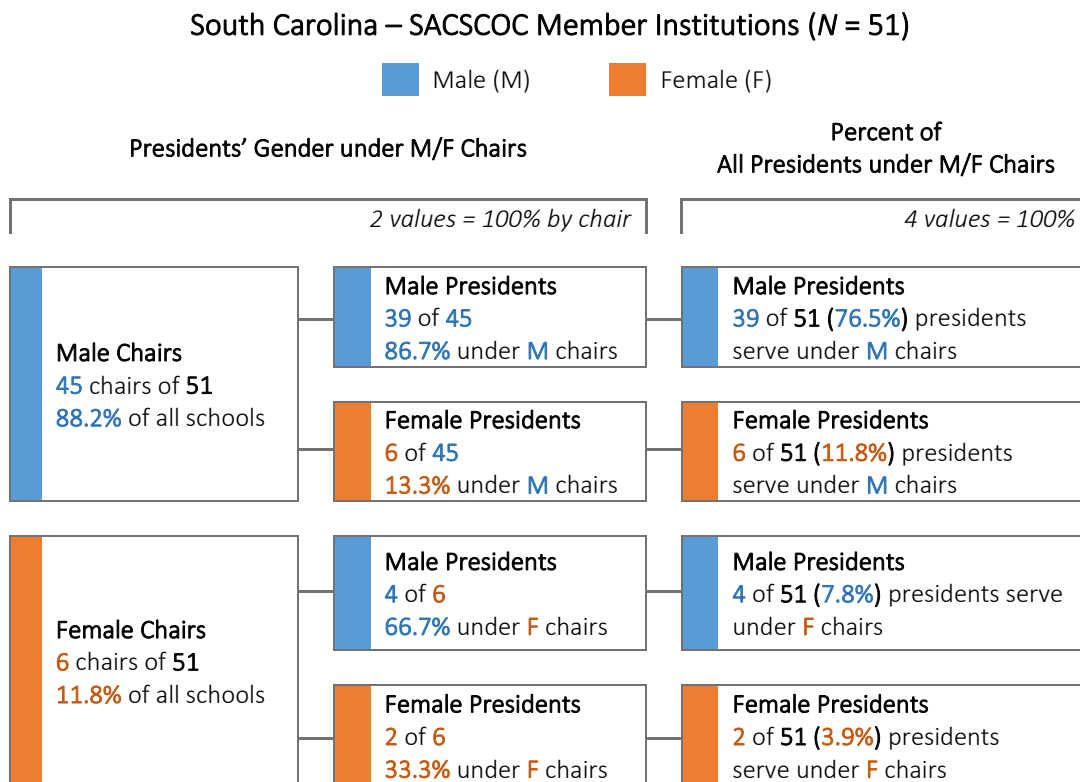 South Carolina – SACSCOC Member Institutions (N = 51)
Male (M)
Female (F)
Presidents’ Gender under M/F Chairs
Percent of
All Presidents under M/F Chairs
2 values = 100% by chair
4 values = 100%
Male Chairs
45 chairs of 51
88.2% of all schools
Male Presidents
39 of 45
86.7% under M chairs
Male Presidents
39 of 51 (76.5%) presidents
serve under M chairs
Female Presidents
6 of 45
13.3% under M chairs
Female Presidents
6 of 51 (11.8%) presidents
serve under M chairs
Female Chairs
6 chairs of 51
11.8% of all schools
Male Presidents
4 of 6
66.7% under F chairs
Male Presidents
4 of 51 (7.8%) presidents serve
under F chairs
Female Presidents
2 of 6
33.3% under F chairs
Female Presidents
2 of 51 (3.9%) presidents
serve under F chairs